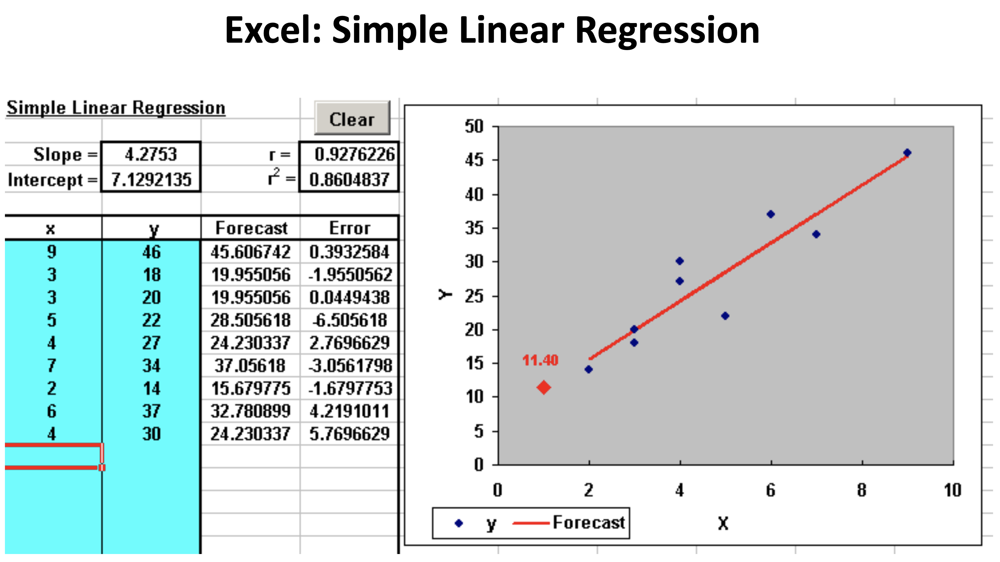 Excel: Simple Linear Regression
Simple Linear Regression
Clear
Slope = 4.2753 r = 0.9276226
Intercept = 7.1292135 r² = 0.8604837
x y Forecast Error
9 46 45.606742 0.3932584
3 18 19.955056 -1.9550562
3 20 19.955056 0.0449438
5 22 28.505618 -6.505618
4 27 24.230337 2.7696629
7 34 37.05618 -3.0561798
2 14 15.679775 -1.6797753
6 37 32.780899 4.2191011
4 30 24.230337 5.7696629
50
45
40
35
30
25
20
15
10
5
0
Y
11.40
0 2 4 6 8 10
X
y Forecast